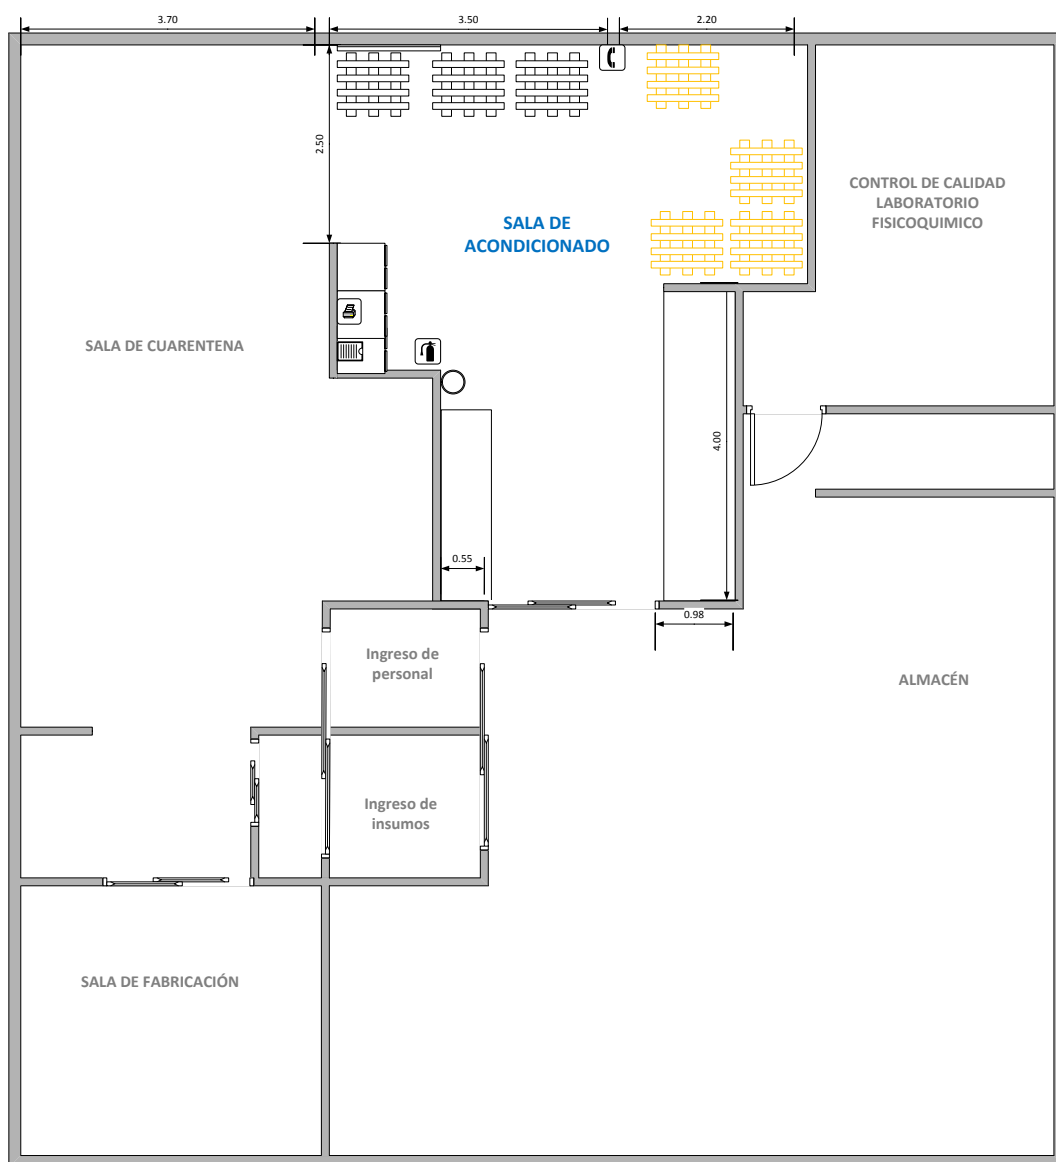 3.70
3.50
2.20
2.50
CONTROL DE CALIDAD
LABORATORIO
FISICOQUIMICO
SALA DE
ACONDICIONADO
SALA DE CUARENTENA
4.00
0.55
0.98
Ingreso de
personal
ALMACÉN
Ingreso de
insumos
SALA DE FABRICACIÓN